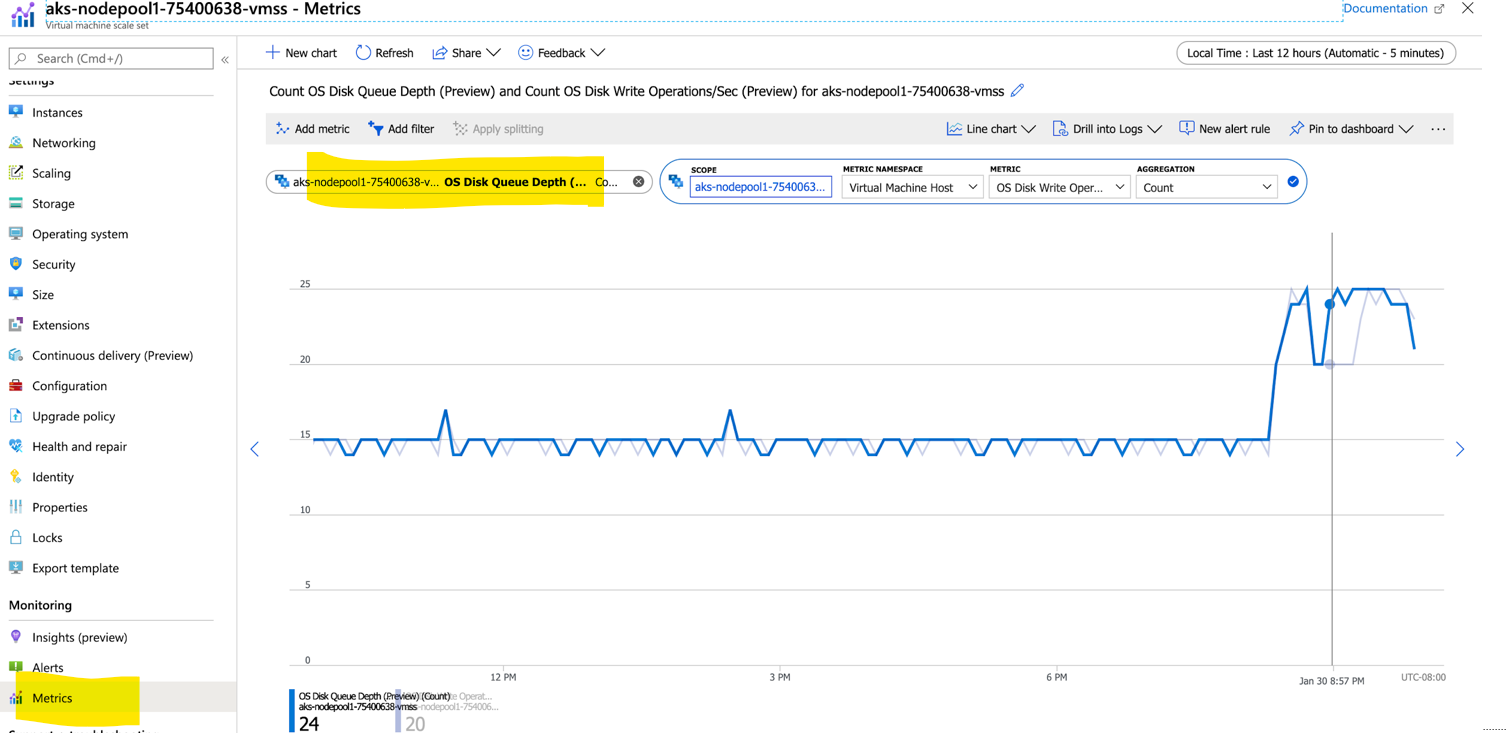 aks-nodepool1-75400638-vmss - Metrics
Virtual machine scale set
Documentation
Search (Cmd+/)
«
New chart
Refresh
Share
Feedback
Local Time : Last 12 hours (Automatic - 5 minutes)
Settings
Instances
Networking
Scaling
Storage
Operating system
Security
Size
Extensions
Continuous delivery (Preview)
Configuration
Upgrade policy
Health and repair
Identity
Properties
Locks
Export template
Monitoring
Insights (preview)
Alerts
Metrics
Count OS Disk Queue Depth (Preview) and Count OS Disk Write Operations/Sec (Preview) for aks-nodepool1-75400638-vmss
Add metric
Add filter
Apply splitting
Line chart
Drill into Logs
New alert rule
Pin to dashboard
...
aks-nodepool1-75400638-v... OS Disk Queue Depth (... Co...
SCOPE
aks-nodepool1-7540063...
METRIC NAMESPACE
Virtual Machine Host
METRIC
OS Disk Write Oper...
AGGREGATION
Count
25
20
15
10
5
0
12 PM
3 PM
6 PM
Jan 30 8:57 PM
UTC-08:00
OS Disk Queue Depth (Preview) (Count)
aks-nodepool1-75400638-vmss
24
te Operat...
-nodepool1-754006...
20